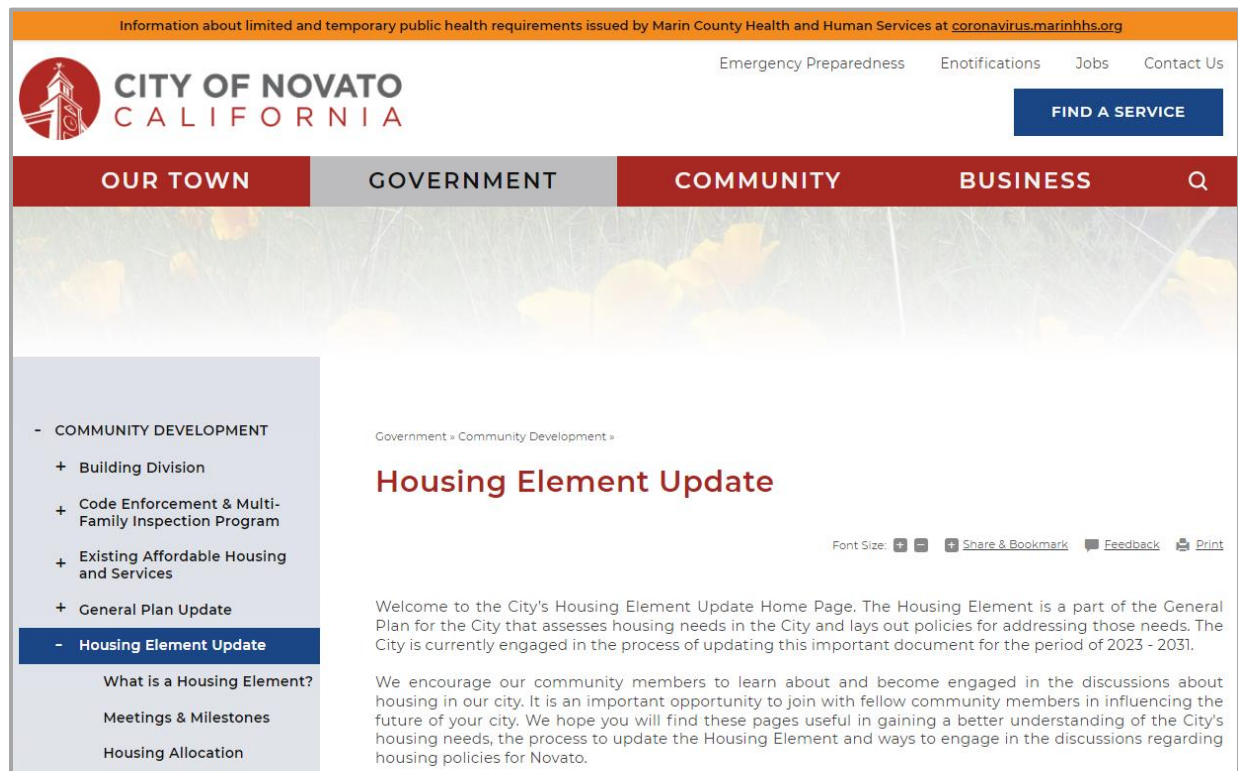 Information about limited and temporary public health requirements issued by Marin County Health and Human Services at coronavirus.marinhhs.org
Emergency Preparedness Enotifications Jobs Contact Us
CITY OF NOVATO
CALIFORNIA
FIND A SERVICE
OUR TOWN GOVERNMENT COMMUNITY BUSINESS
- COMMUNITY DEVELOPMENT
+ Building Division
+ Code Enforcement & Multi-
Family Inspection Program
+ Existing Affordable Housing
and Services
+ General Plan Update
- Housing Element Update
What is a Housing Element?
Meetings & Milestones
Housing Allocation
Government » Community Development »
Housing Element Update
Font Size: + - + Share & Bookmark Feedback Print
Welcome to the City's Housing Element Update Home Page. The Housing Element is a part of the General
Plan for the City that assesses housing needs in the City and lays out policies for addressing those needs. The
City is currently engaged in the process of updating this important document for the period of 2023 - 2031.
We encourage our community members to learn about and become engaged in the discussions about
housing in our city. It is an important opportunity to join with fellow community members in influencing the
future of your city. We hope you will find these pages useful in gaining a better understanding of the City's
housing needs, the process to update the Housing Element and ways to engage in the discussions regarding
housing policies for Novato.